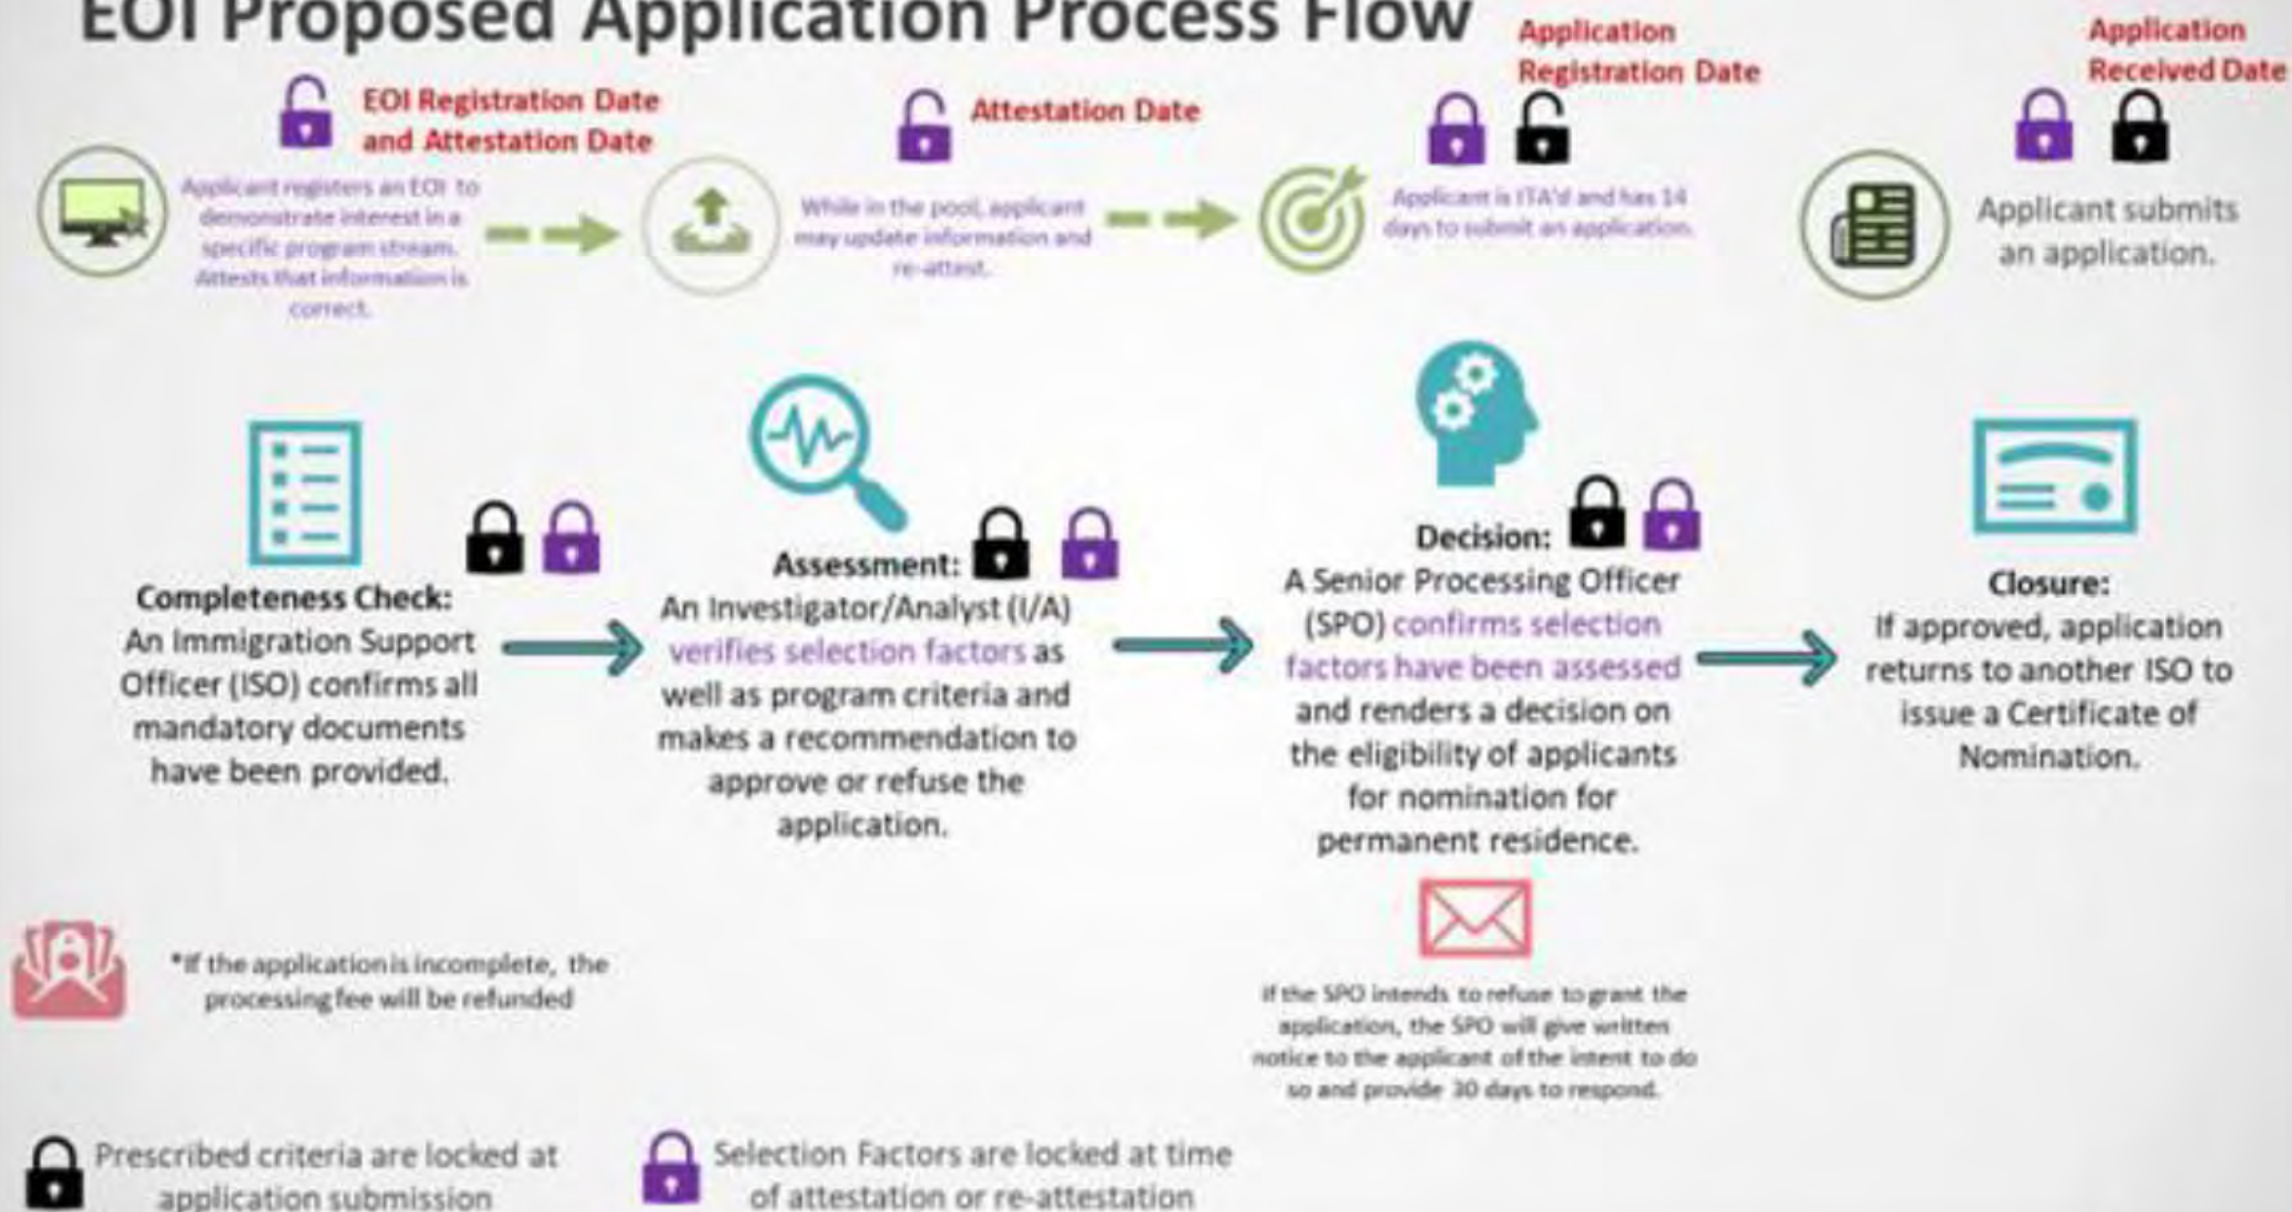 EOI Proposed Application Process Flow
EOI Registration Date
and Attestation Date
Applicant registers an EOI to
demonstrate interest in a
specific program stream.
Attests that information is
correct.
Attestation Date
While in the pool, applicant
may update information and
re-attest.
Application
Registration Date
Applicant is ITA'd and has 14
days to submit an application.
Application
Received Date
Applicant submits
an application.
Completeness Check:
An Immigration Support
Officer (ISO) confirms all
mandatory documents
have been provided.
Assessment:
An Investigator/Analyst (I/A)
verifies selection factors as
well as program criteria and
makes a recommendation to
approve or refuse the
application.
Decision:
A Senior Processing Officer
(SPO) confirms selection
factors have been assessed
and renders a decision on
the eligibility of applicants
for nomination for
permanent residence.
Closure:
If approved, application
returns to another ISO to
issue a Certificate of
Nomination.
*If the application is incomplete, the
processing fee will be refunded
If the SPO intends to refuse to grant the
application, the SPO will give written
notice to the applicant of the intent to do
so and provide 30 days to respond.
Prescribed criteria are locked at
application submission
Selection Factors are locked at time
of attestation or re-attestation